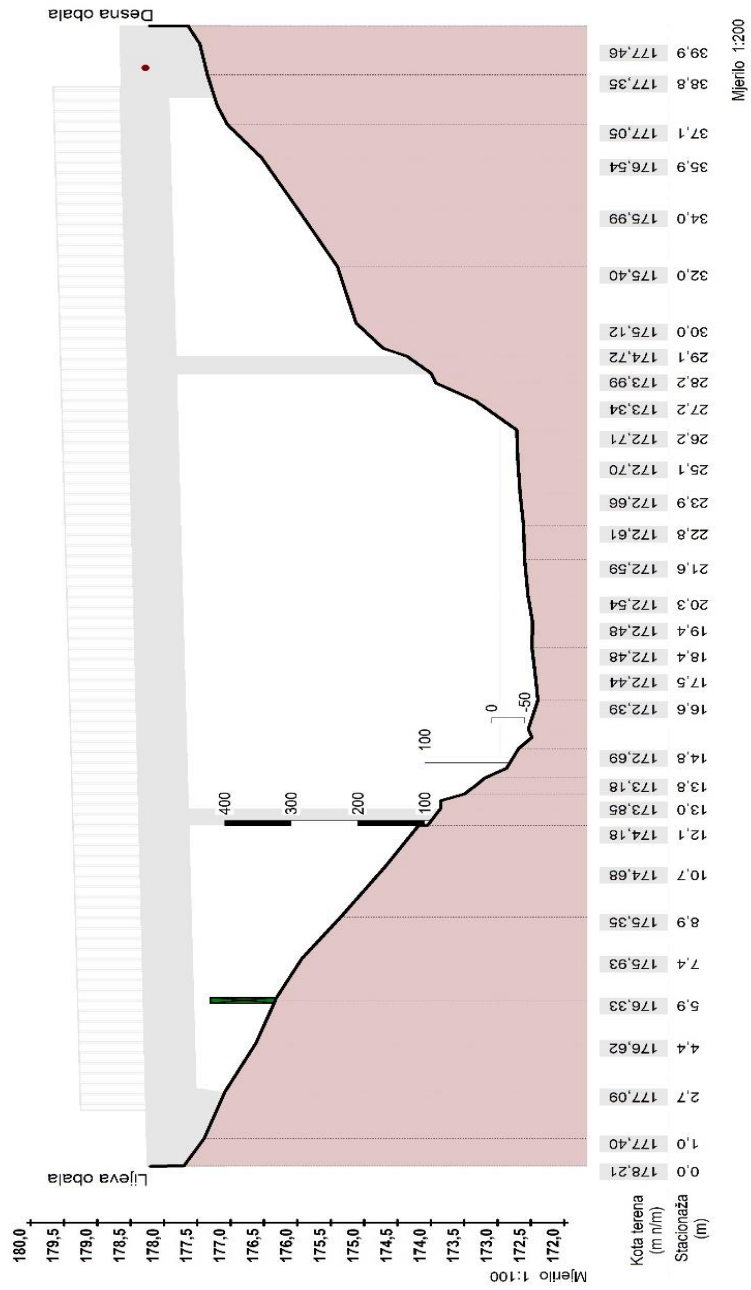 Lijeva obala
Desna obala
180,0
179,5
179,0
178,5
178,0
177,5
177,0
176,5
176,0
175,5
175,0
174,5
174,0
173,5
173,0
172,5
172,0
Mjerilo 1:100
400
300
200
100
100
0
-50
Kota terena
(m n/m)
178,21 177,40 177,09 176,62 176,33 175,93 175,35 174,68 174,18 173,85 173,18 172,69 172,39 172,44 172,48 172,48 172,54 172,59 172,61 172,66 172,70 172,71 173,34 173,99 174,72 175,12 175,40 175,99 176,54 177,05 177,35 177,46
Stacionaža
(m)
0,0 1,0 2,7 4,4 5,9 7,4 8,9 10,7 12,1 13,0 13,8 14,8 16,6 17,5 18,4 19,4 20,3 21,6 22,8 23,9 25,1 26,2 27,2 28,2 29,1 30,0 32,0 34,0 35,9 37,1 38,8 39,9
Mjerilo 1:200